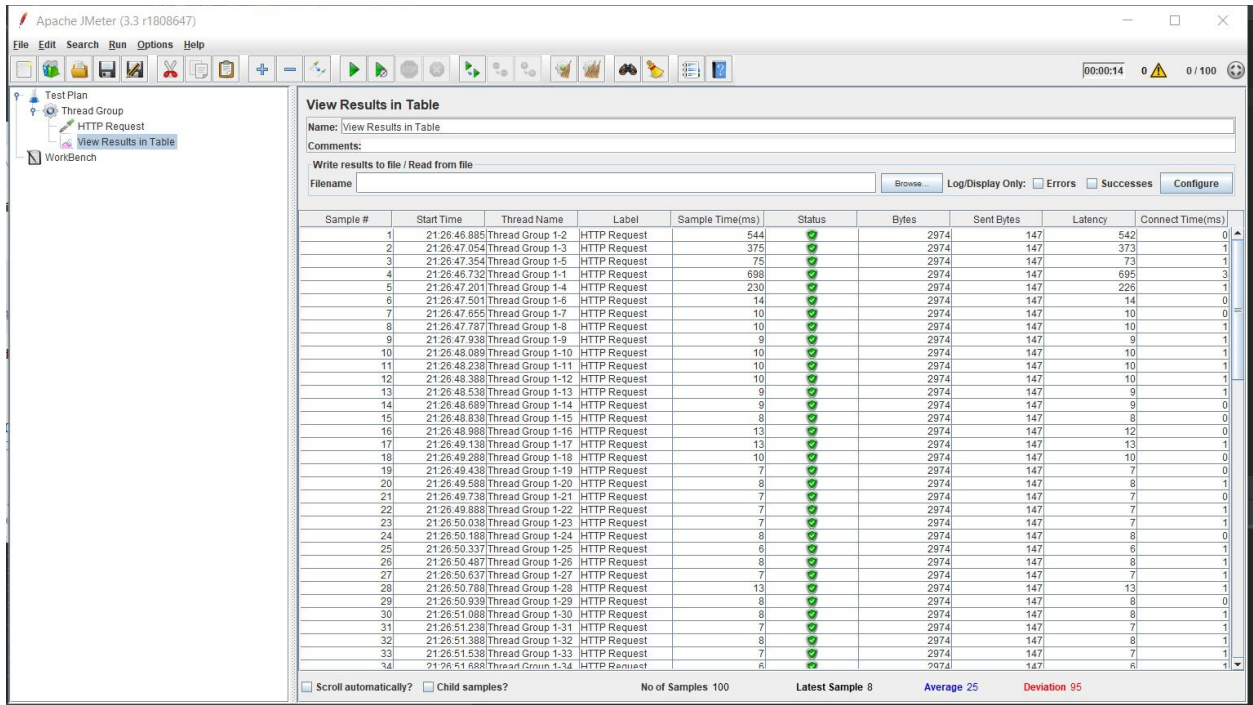 Apache JMeter (3.3 r1808647)
File Edit Search Run Options Help
00:00:14 0 0 / 100
Test Plan
Thread Group
HTTP Request
View Results in Table
WorkBench
View Results in Table
Name: View Results in Table
Comments:
Write results to file / Read from file
Filename Browse... Log/Display Only: Errors Successes Configure
Sample # Start Time Thread Name Label Sample Time(ms) Status Bytes Sent Bytes Latency Connect Time(ms)
1 21:26:46.885 Thread Group 1-2 HTTP Request 544 2974 147 542 0
2 21:26:47.054 Thread Group 1-3 HTTP Request 375 2974 147 373 1
3 21:26:47.354 Thread Group 1-5 HTTP Request 75 2974 147 73 1
4 21:26:46.732 Thread Group 1-1 HTTP Request 698 2974 147 695 3
5 21:26:47.201 Thread Group 1-4 HTTP Request 230 2974 147 226 1
6 21:26:47.501 Thread Group 1-6 HTTP Request 14 2974 147 14 0
7 21:26:47.655 Thread Group 1-7 HTTP Request 10 2974 147 10 0
8 21:26:47.787 Thread Group 1-8 HTTP Request 10 2974 147 10 1
9 21:26:47.938 Thread Group 1-9 HTTP Request 9 2974 147 9 1
10 21:26:48.089 Thread Group 1-10 HTTP Request 10 2974 147 10 1
11 21:26:48.238 Thread Group 1-11 HTTP Request 10 2974 147 10 1
12 21:26:48.388 Thread Group 1-12 HTTP Request 10 2974 147 10 1
13 21:26:48.538 Thread Group 1-13 HTTP Request 9 2974 147 9 1
14 21:26:48.689 Thread Group 1-14 HTTP Request 9 2974 147 9 0
15 21:26:48.838 Thread Group 1-15 HTTP Request 8 2974 147 8 0
16 21:26:48.988 Thread Group 1-16 HTTP Request 13 2974 147 12 0
17 21:26:49.138 Thread Group 1-17 HTTP Request 13 2974 147 13 1
18 21:26:49.288 Thread Group 1-18 HTTP Request 10 2974 147 10 0
19 21:26:49.438 Thread Group 1-19 HTTP Request 7 2974 147 7 0
20 21:26:49.588 Thread Group 1-20 HTTP Request 8 2974 147 8 1
21 21:26:49.738 Thread Group 1-21 HTTP Request 7 2974 147 7 0
22 21:26:49.888 Thread Group 1-22 HTTP Request 7 2974 147 7 1
23 21:26:50.038 Thread Group 1-23 HTTP Request 7 2974 147 7 1
24 21:26:50.188 Thread Group 1-24 HTTP Request 8 2974 147 8 0
25 21:26:50.337 Thread Group 1-25 HTTP Request 6 2974 147 6 1
26 21:26:50.487 Thread Group 1-26 HTTP Request 8 2974 147 8 1
27 21:26:50.637 Thread Group 1-27 HTTP Request 7 2974 147 7 1
28 21:26:50.788 Thread Group 1-28 HTTP Request 13 2974 147 13 1
29 21:26:50.939 Thread Group 1-29 HTTP Request 8 2974 147 8 0
30 21:26:51.088 Thread Group 1-30 HTTP Request 8 2974 147 8 1
31 21:26:51.238 Thread Group 1-31 HTTP Request 7 2974 147 7 1
32 21:26:51.388 Thread Group 1-32 HTTP Request 8 2974 147 8 1
33 21:26:51.538 Thread Group 1-33 HTTP Request 7 2974 147 7 1
34 21:26:51.688 Thread Group 1-34 HTTP Request 6 2974 147 6 1
Scroll automatically? Child samples? No of Samples 100 Latest Sample 8 Average 25 Deviation 95